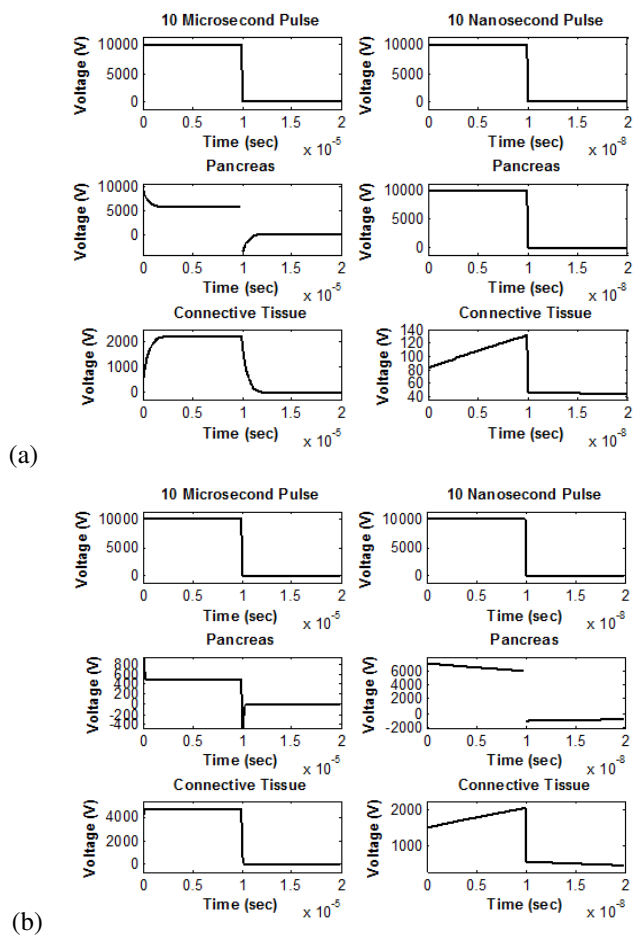 10 Microsecond Pulse
10 Nanosecond Pulse
Voltage (V)
10000
5000
0
0 0.5 1 1.5 2
Time (sec)
x 10-5
Voltage (V)
10000
5000
0
0 0.5 1 1.5 2
Time (sec)
x 10-8
Pancreas
Pancreas
Voltage (V)
10000
5000
0
0 0.5 1 1.5 2
Time (sec)
x 10-5
Voltage (V)
10000
5000
0
0 0.5 1 1.5 2
Time (sec)
x 10-8
Connective Tissue
Connective Tissue
Voltage (V)
2000
1000
0
0 0.5 1 1.5 2
Time (sec)
x 10-5
Voltage (V)
140
120
100
80
60
40
0 0.5 1 1.5 2
Time (sec)
x 10-8
(a)
10 Microsecond Pulse
10 Nanosecond Pulse
Voltage (V)
10000
5000
0
0 0.5 1 1.5 2
Time (sec)
x 10-5
Voltage (V)
10000
5000
0
0 0.5 1 1.5 2
Time (sec)
x 10-8
Pancreas
Pancreas
Voltage (V)
800
600
400
200
0
-200
-400
0 0.5 1 1.5 2
Time (sec)
x 10-5
Voltage (V)
6000
4000
2000
0
-2000
0 0.5 1 1.5 2
Time (sec)
x 10-8
Connective Tissue
Connective Tissue
Voltage (V)
4000
2000
0
0 0.5 1 1.5 2
Time (sec)
x 10-5
Voltage (V)
2000
1000
0 0.5 1 1.5 2
Time (sec)
x 10-8
(b)